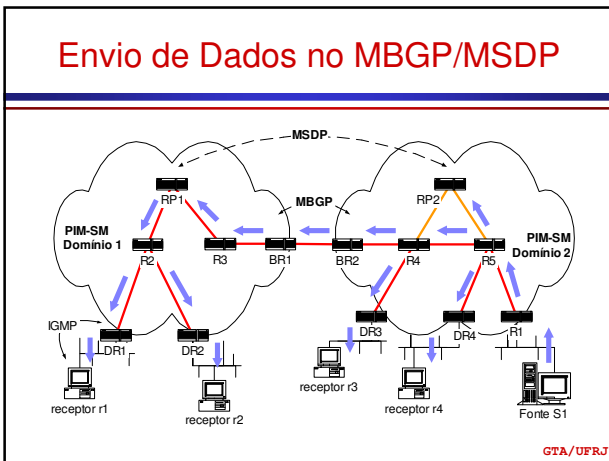 Envio de Dados no MBGP/MSDP
MSDP
RP1
MBGP
RP2
PIM-SM
Domínio 1
R2
R3
BR1
BR2
R4
R5
PIM-SM
Domínio 2
IGMP
DR1
DR2
DR3
DR4
R1
receptor r1
receptor r2
receptor r3
receptor r4
Fonte S1
GTA/UFRJ